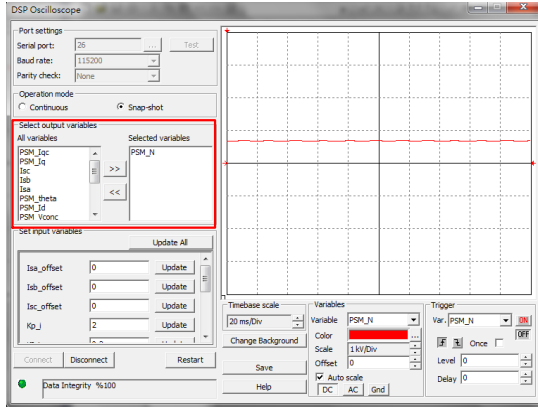 DSP Oscilloscope
Port settings
Serial port: 26 ... Test
Baud rate: 115200
Parity check: None
Operation mode
Continuous Snap-shot
Select output variables
All variables Selected variables
PSM_Iqc PSM_N
PSM_Iq
Isc >>
Isb
Isa <<
PSM_theta
PSM_Id
PSM_Vconc
Set input variables
Update All
Isa_offset 0 Update
Isb_offset 0 Update
Isc_offset 0 Update
Kp_i 2 Update
Connect Disconnect Restart
Data Integrity %100
Timebase scale
20 ms/Div
Change Background
Save
Help
Variables
Variable PSM_N
Color ...
Scale 1 kV/Div
Offset 0
Auto scale
DC AC Gnd
Trigger
Var. PSM_N ON
OFF
Once
Level 0
Delay 0